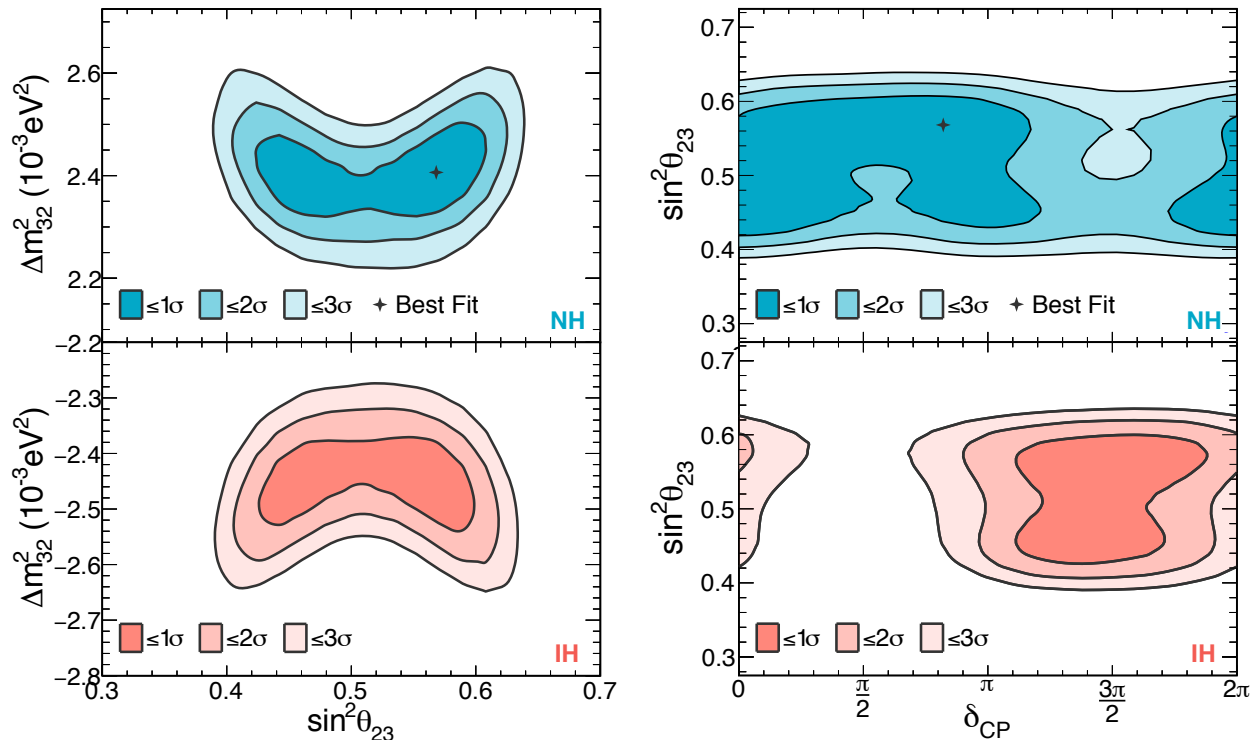 Δm²₃₂ (10⁻³eV²)
2.6
2.4
2.2
≤1σ ≤2σ ≤3σ Best Fit
NH
−2.2
−2.3
−2.4
−2.5
−2.6
−2.7
−2.8
Δm²₃₂ (10⁻³eV²)
≤1σ ≤2σ ≤3σ
IH
0.3 0.4 0.5 0.6 0.7
sin²θ₂₃
sin²θ₂₃
0.7
0.6
0.5
0.4
0.3
≤1σ ≤2σ ≤3σ Best Fit
NH
sin²θ₂₃
0.7
0.6
0.5
0.4
0.3
≤1σ ≤2σ ≤3σ
IH
0 π/2 π 3π/2 2π
δCP